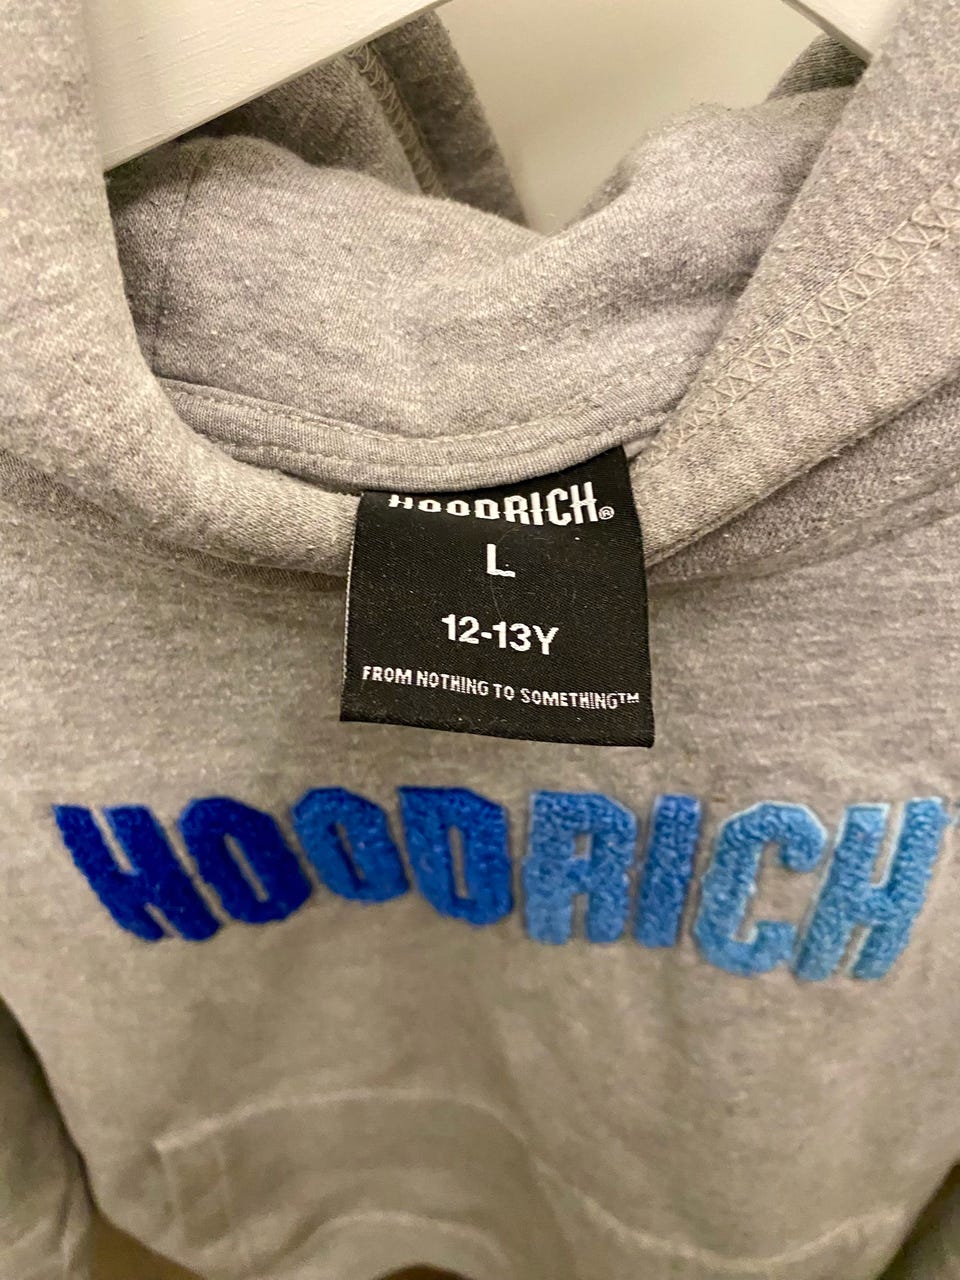 HOODRICH®
L
12-13Y
FROM NOTHING TO SOMETHING™
HOODRICH